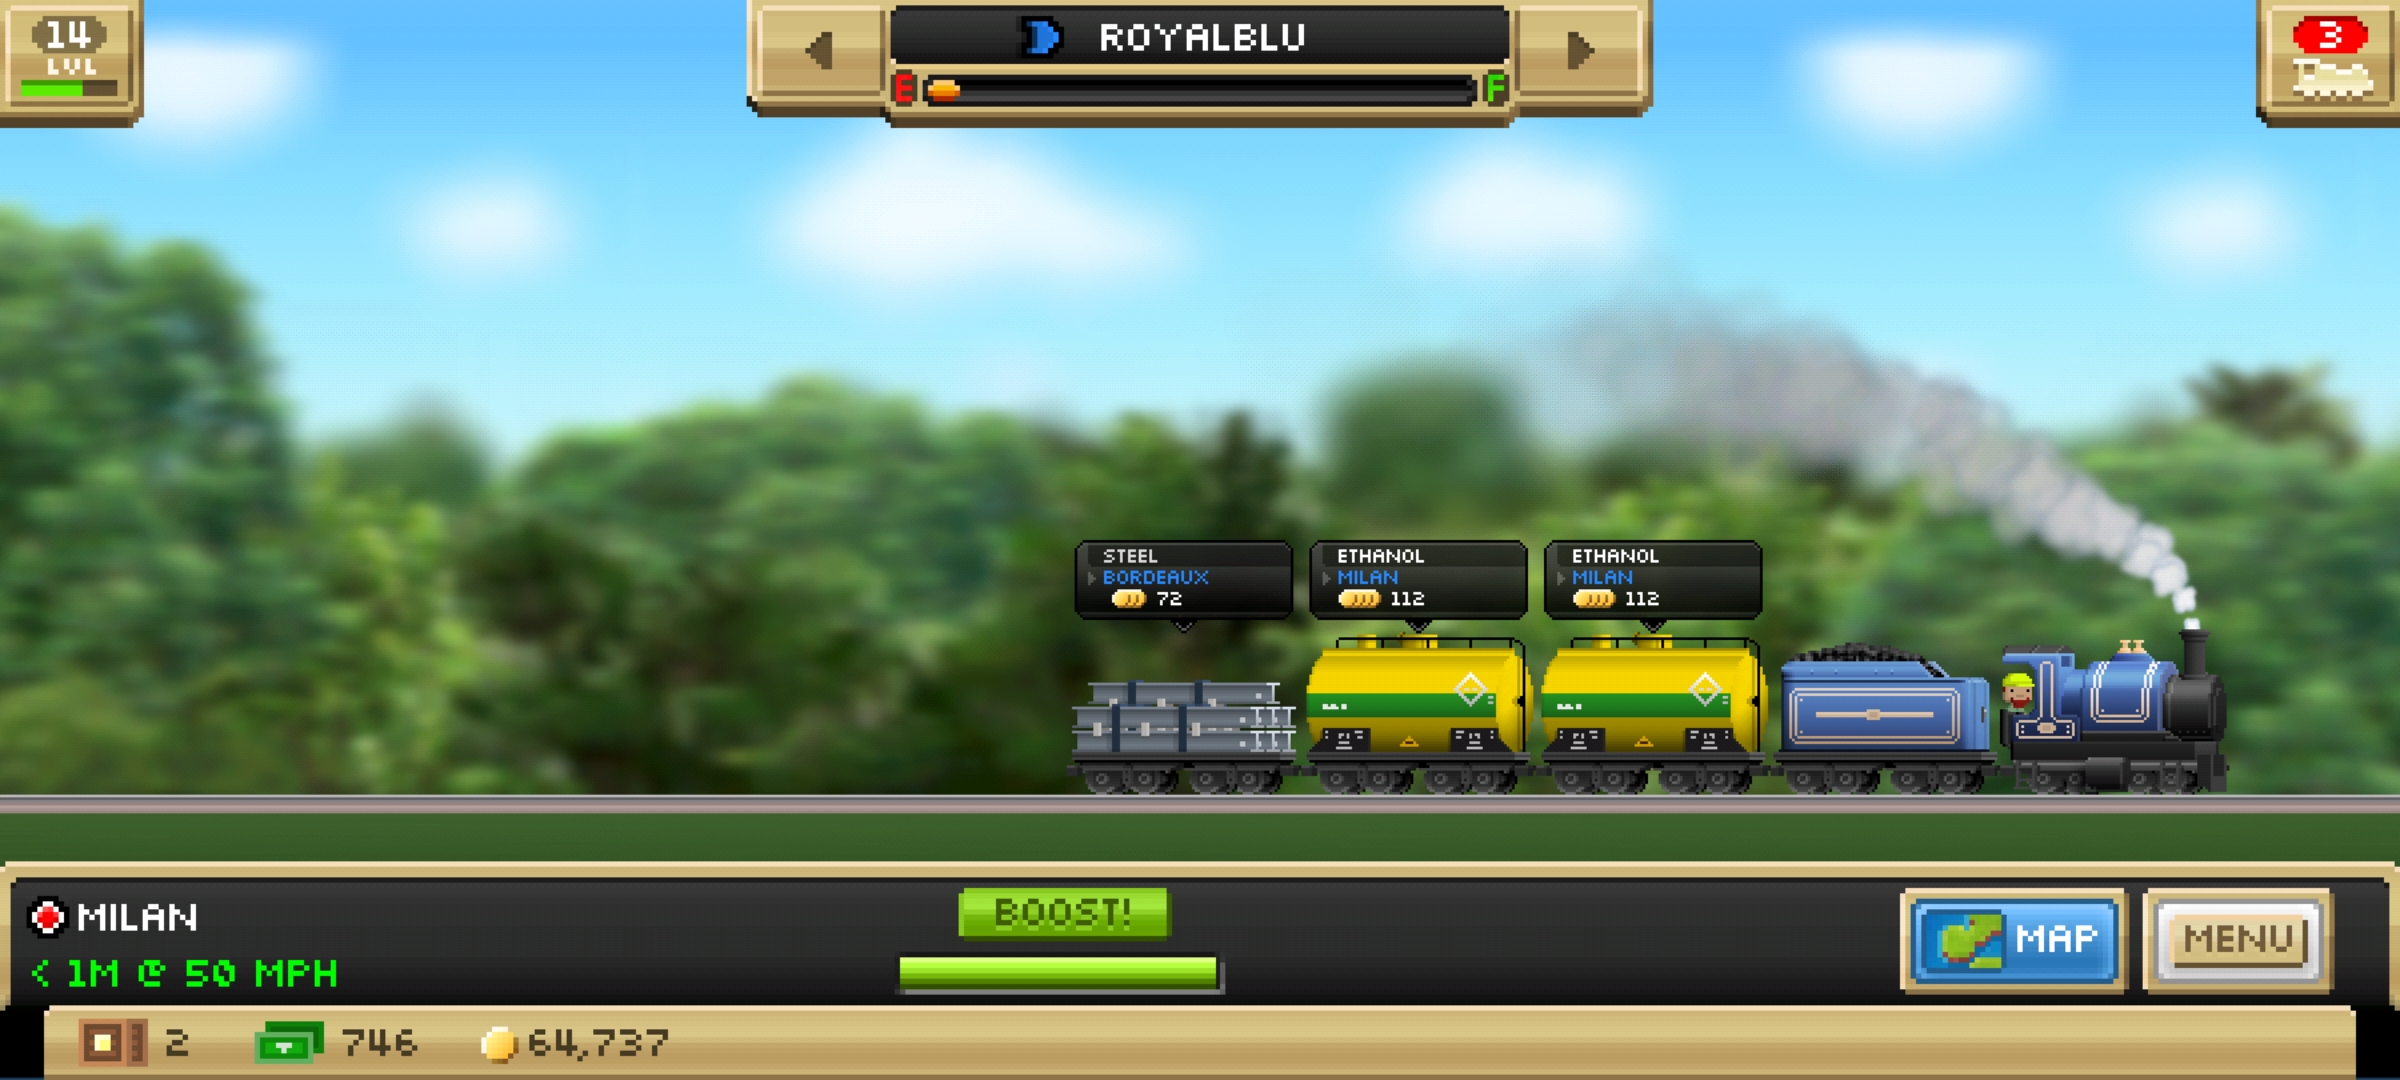 14
LVL
ROYALBLU
E F
3
STEEL
BORDEAUX
72
ETHANOL
MILAN
112
ETHANOL
MILAN
112
MILAN
< 1M @ 50 MPH
BOOST!
MAP
MENU
2
746
64,737